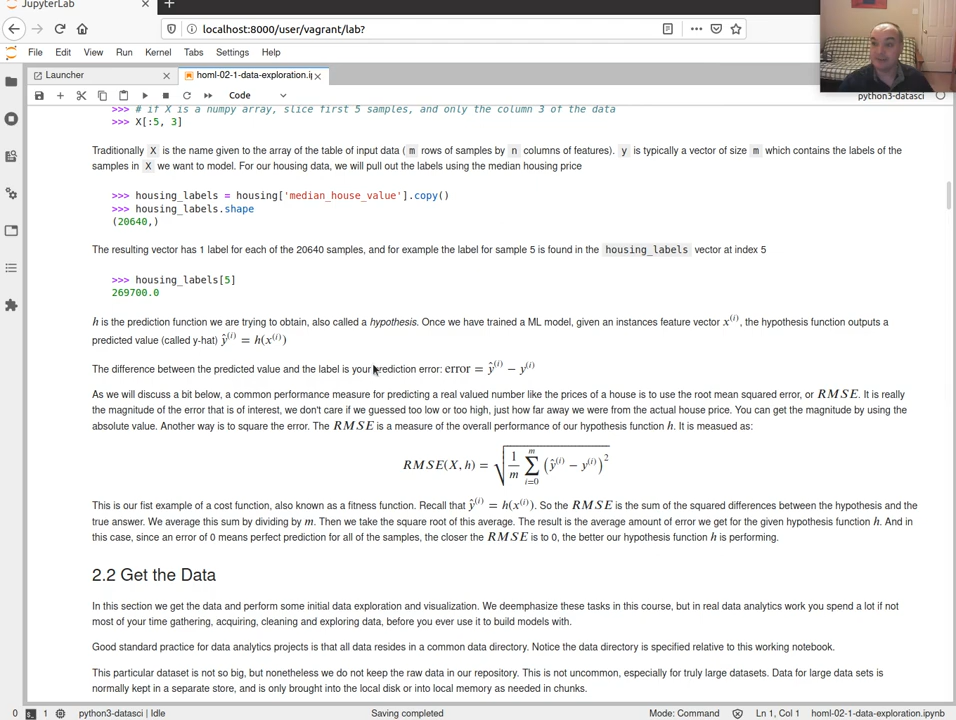 JupyterLab
localhost:8000/user/vagrant/lab?
File Edit View Run Kernel Tabs Settings Help
Launcher homl-02-1-data-exploration.ip
Code python3-datasci
>>> # if X is a numpy array, slice first 5 samples, and only the column 3 of the data
>>> X[:5, 3]
Traditionally X is the name given to the array of the table of input data ( m rows of samples by n columns of features). y is typically a vector of size m which contains the labels of the
samples in X we want to model. For our housing data, we will pull out the labels using the median housing price
>>> housing_labels = housing['median_house_value'].copy()
>>> housing_labels.shape
(20640,)
The resulting vector has 1 label for each of the 20640 samples, and for example the label for sample 5 is found in the housing_labels vector at index 5
>>> housing_labels[5]
269700.0
h is the prediction function we are trying to obtain, also called a hypothesis. Once we have trained a ML model, given an instances feature vector x^(i), the hypothesis function outputs a
predicted value (called y-hat) ŷ^(i) = h(x^(i))
The difference between the predicted value and the label is your prediction error: error = ŷ^(i) − y^(i)
As we will discuss a bit below, a common performance measure for predicting a real valued number like the prices of a house is to use the root mean squared error, or RMSE. It is really
the magnitude of the error that is of interest, we don't care if we guessed too low or too high, just how far away we were from the actual house price. You can get the magnitude by using the
absolute value. Another way is to square the error. The RMSE is a measure of the overall performance of our hypothesis function h. It is measued as:
RMSE(X, h) = √(1/m ∑_{i=0}^{m} (ŷ^(i) − y^(i))^2)
This is our fist example of a cost function, also known as a fitness function. Recall that ŷ^(i) = h(x^(i)). So the RMSE is the sum of the squared differences between the hypothesis and the
true answer. We average this sum by dividing by m. Then we take the square root of this average. The result is the average amount of error we get for the given hypothesis function h. And in
this case, since an error of 0 means perfect prediction for all of the samples, the closer the RMSE is to 0, the better our hypothesis function h is performing.
2.2 Get the Data
In this section we get the data and perform some initial data exploration and visualization. We deemphasize these tasks in this course, but in real data analytics work you spend a lot if not
most of your time gathering, acquiring, cleaning and exploring data, before you ever use it to build models with.
Good standard practice for data analytics projects is that all data resides in a common data directory. Notice the data directory is specified relative to this working notebook.
This particular dataset is not so big, but nonetheless we do not keep the raw data in our repository. This is not uncommon, especially for truly large datasets. Data for large data sets is
normally kept in a separate store, and is only brought into the local disk or into local memory as needed in chunks.
0 1 python3-datasci | Idle Saving completed Mode: Command Ln 1, Col 1 homl-02-1-data-exploration.ipynb